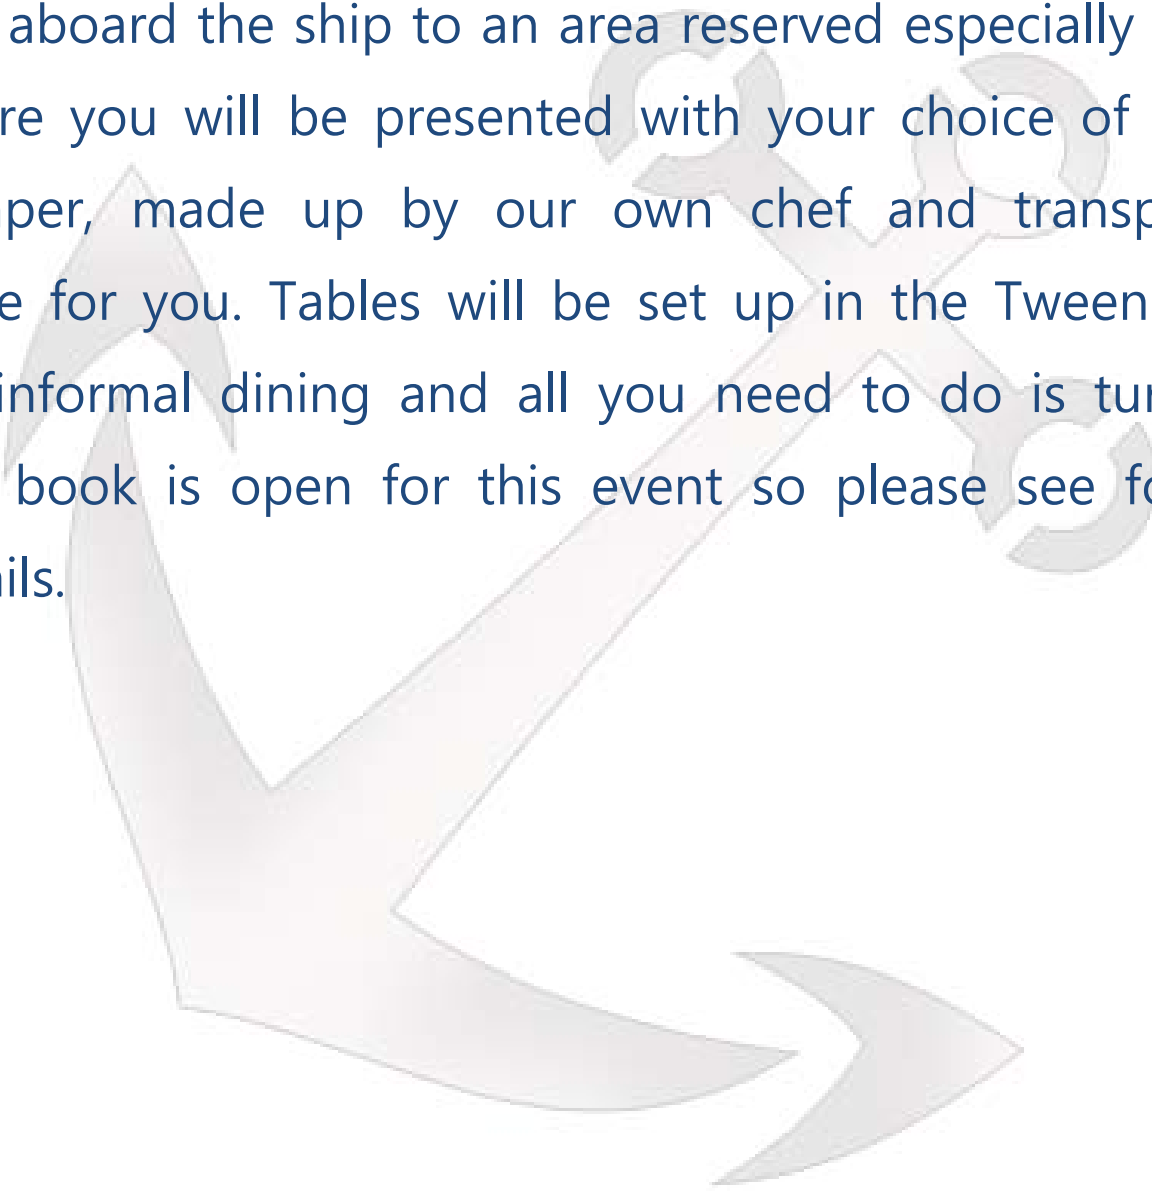 aboard the ship to an area reserved especially
re you will be presented with your choice of
per, made up by our own chef and transp
e for you. Tables will be set up in the Tween
informal dining and all you need to do is tur
book is open for this event so please see fo
ils.